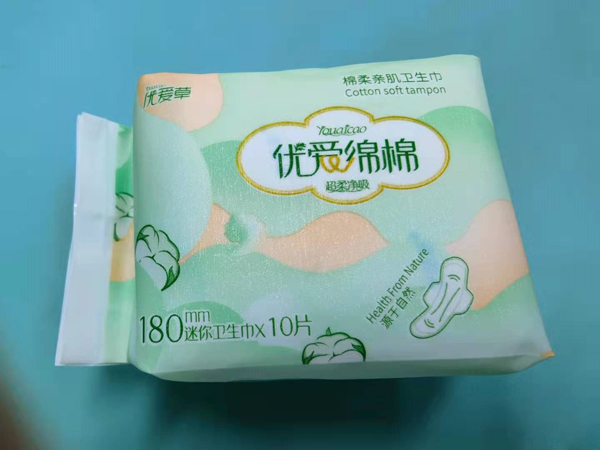 优爱草
棉柔亲肌卫生巾
Cotton soft tampon
Youaicao
优爱绵棉
超柔净吸
Health From Nature
源于自然
180mm
迷你卫生巾X10片